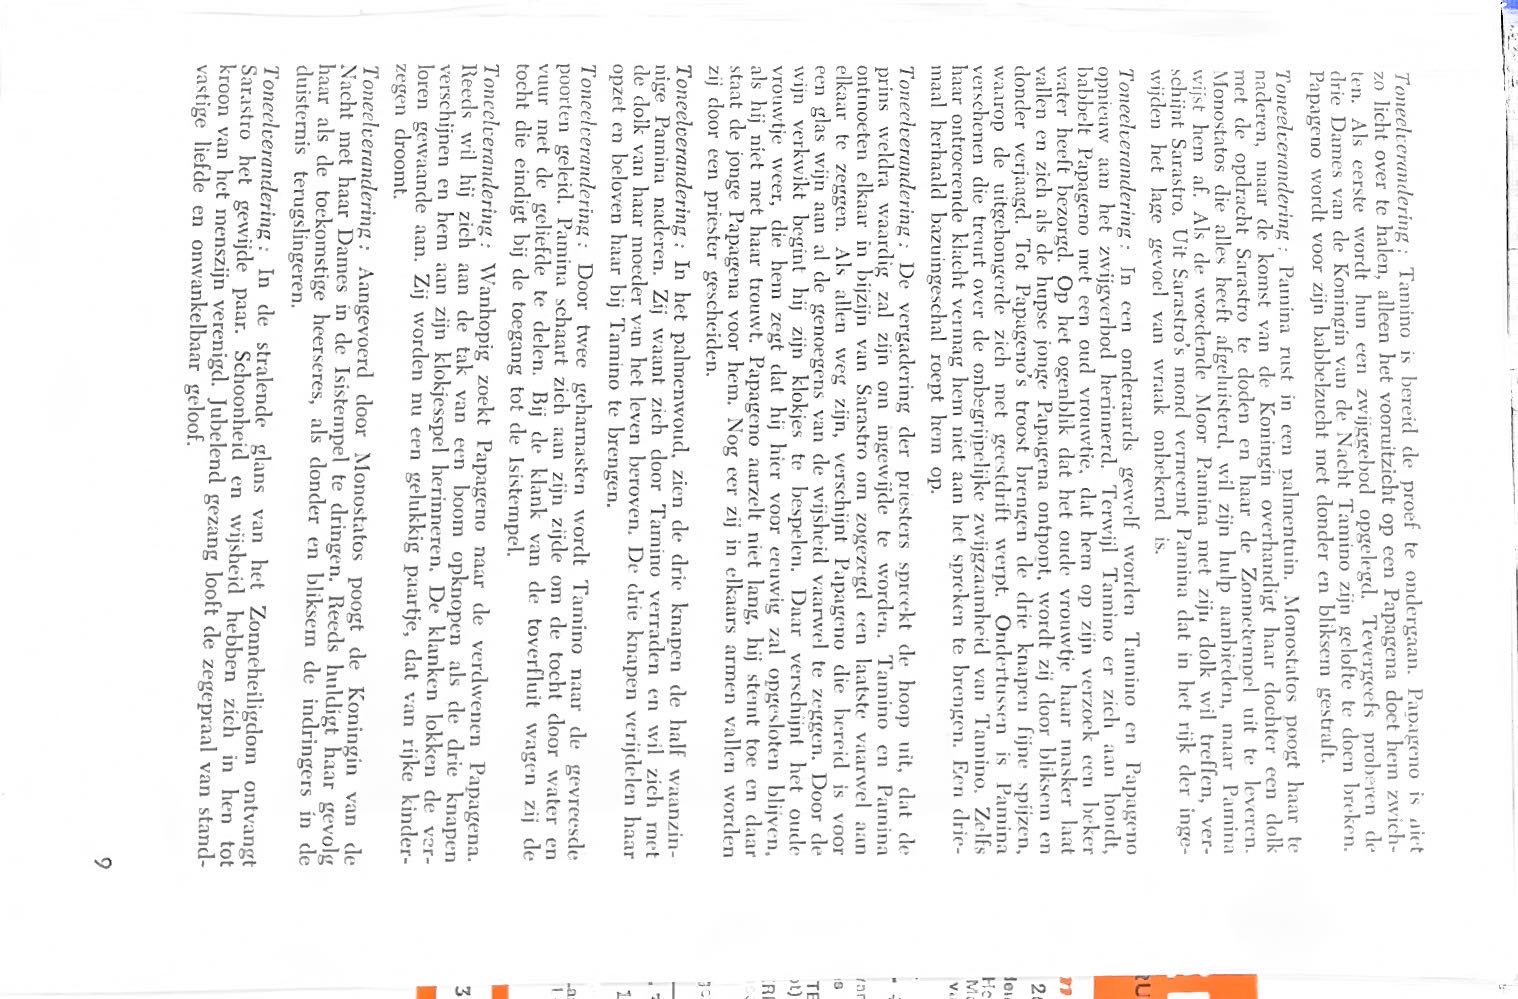 Toneelverandering : Tamino is bereid de proef te ondergaan. Papageno is niet
zo licht over te halen, alleen het vooruitzicht op een Papagena doet hem zwich-
ten. Als eerste wordt hun een zwijggebod opgelegd. Tevergeefs proberen de
drie Dames van de Koningin van de Nacht Tamino zijn gelofte te doen breken.
Papageno wordt voor zijn babbelzucht met donder en bliksem gestraft.
Toneelverandering : Pamina rust in een palmentuin. Monostatos poogt haar te
naderen, maar de komst van de Koningin overhandigt haar dochter een dolk
met de opdracht Sarastro te doden en haar de Zonnetempel uit te leveren.
Monostatos die alles heeft afgeluisterd, wil zijn hulp aanbieden, maar Pamina
wijst hem af. Als de woedende Moor Pamina met zijn dolk wil treffen, ver-
schijnt Sarastro. Uit Sarastro's mond verneemt Pamina dat in het rijk der inge-
wijden het lage gevoel van wraak onbekend is.
Toneelverandering : In een onderaards gewelf worden Tamino en Papageno
opnieuw aan het zwijgverbod herinnerd. Terwijl Tamino er zich aan houdt,
babbelt Papageno met een oud vrouwtje, dat hem op zijn verzoek een beker
water heeft bezorgd. Op het ogenblik dat het oude vrouwtje haar masker laat
vallen en zich als de hupse jonge Papagena ontpopt, wordt zij door bliksem en
donder verjaagd. Tot Papageno's troost brengen de drie knapen fijne spijzen,
waarop de uitgehongerde zich met geestdrift werpt. Ondertussen is Pamina
verschenen die treurt over de onbegrijpelijke zwijgzaamheid van Tamino. Zelfs
haar ontroerende klacht vermag hem niet aan het spreken te brengen. Een drie-
maal herhaald bazuingeschal roept hem op.
Toneelverandering : De vergadering der priesters spreekt de hoop uit, dat de
prins weldra waardig zal zijn om ingewijde te worden. Tamino en Pamina
ontmoeten elkaar in bijzijn van Sarastro om zogezegd een laatste vaarwel aan
elkaar te zeggen. Als allen weg zijn, verschijnt Papageno die bereid is voor
een glas wijn aan al de genoegens van de wijsheid vaarwel te zeggen. Door de
wijn verkwikt begint hij zijn klokjes te bespelen. Daar verschijnt het oude
vrouwtje weer, die hem zegt dat hij hier voor eeuwig zal opgesloten blijven,
als hij niet met haar trouwt. Papageno aarzelt niet lang, hij stemt toe en daar
staat de jonge Papagena voor hem. Nog eer zij in elkaars armen vallen worden
zij door een priester gescheiden.
Toneelverandering : In het palmenwoud, zien de drie knapen de half waanzin-
nige Pamina naderen. Zij waant zich door Tamino verraden en wil zich met
de dolk van haar moeder van het leven beroven. De drie knapen verijdelen haar
opzet en beloven haar bij Tamino te brengen.
Toneelverandering : Door twee geharnasten wordt Tamino naar de gevreesde
poorten geleid. Pamina schaart zich aan zijn zijde om de tocht door water en
vuur met de geliefde te delen. Bij de klank van de toverfluit wagen zij de
tocht die eindigt bij de toegang tot de Isistempel.
Toneelverandering : Wanhopig zoekt Papageno naar de verdwenen Papagena.
Reeds wil hij zich aan de tak van een boom opknopen als de drie knapen
verschijnen en hem aan zijn klokjesspel herinneren. De klanken lokken de ver-
loren gewaande aan. Zij worden nu een gelukkig paartje, dat van rijke kinder-
zegen droomt.
Toneelverandering : Aangevoerd door Monostatos poogt de Koningin van de
Nacht met haar Dames in de Isistempel te dringen. Reeds huldigt haar gevolg
haar als de toekomstige heerseres, als donder en bliksem de indringers in de
duisternis terugslingeren.
Toneelverandering : In de stralende glans van het Zonneheiligdom ontvangt
Sarastro het gewijde paar. Schoonheid en wijsheid hebben zich in hen tot
kroon van het menszijn verenigd. Jubelend gezang looft de zegepraal van stand-
vastige liefde en onwankelbaar geloof.
9